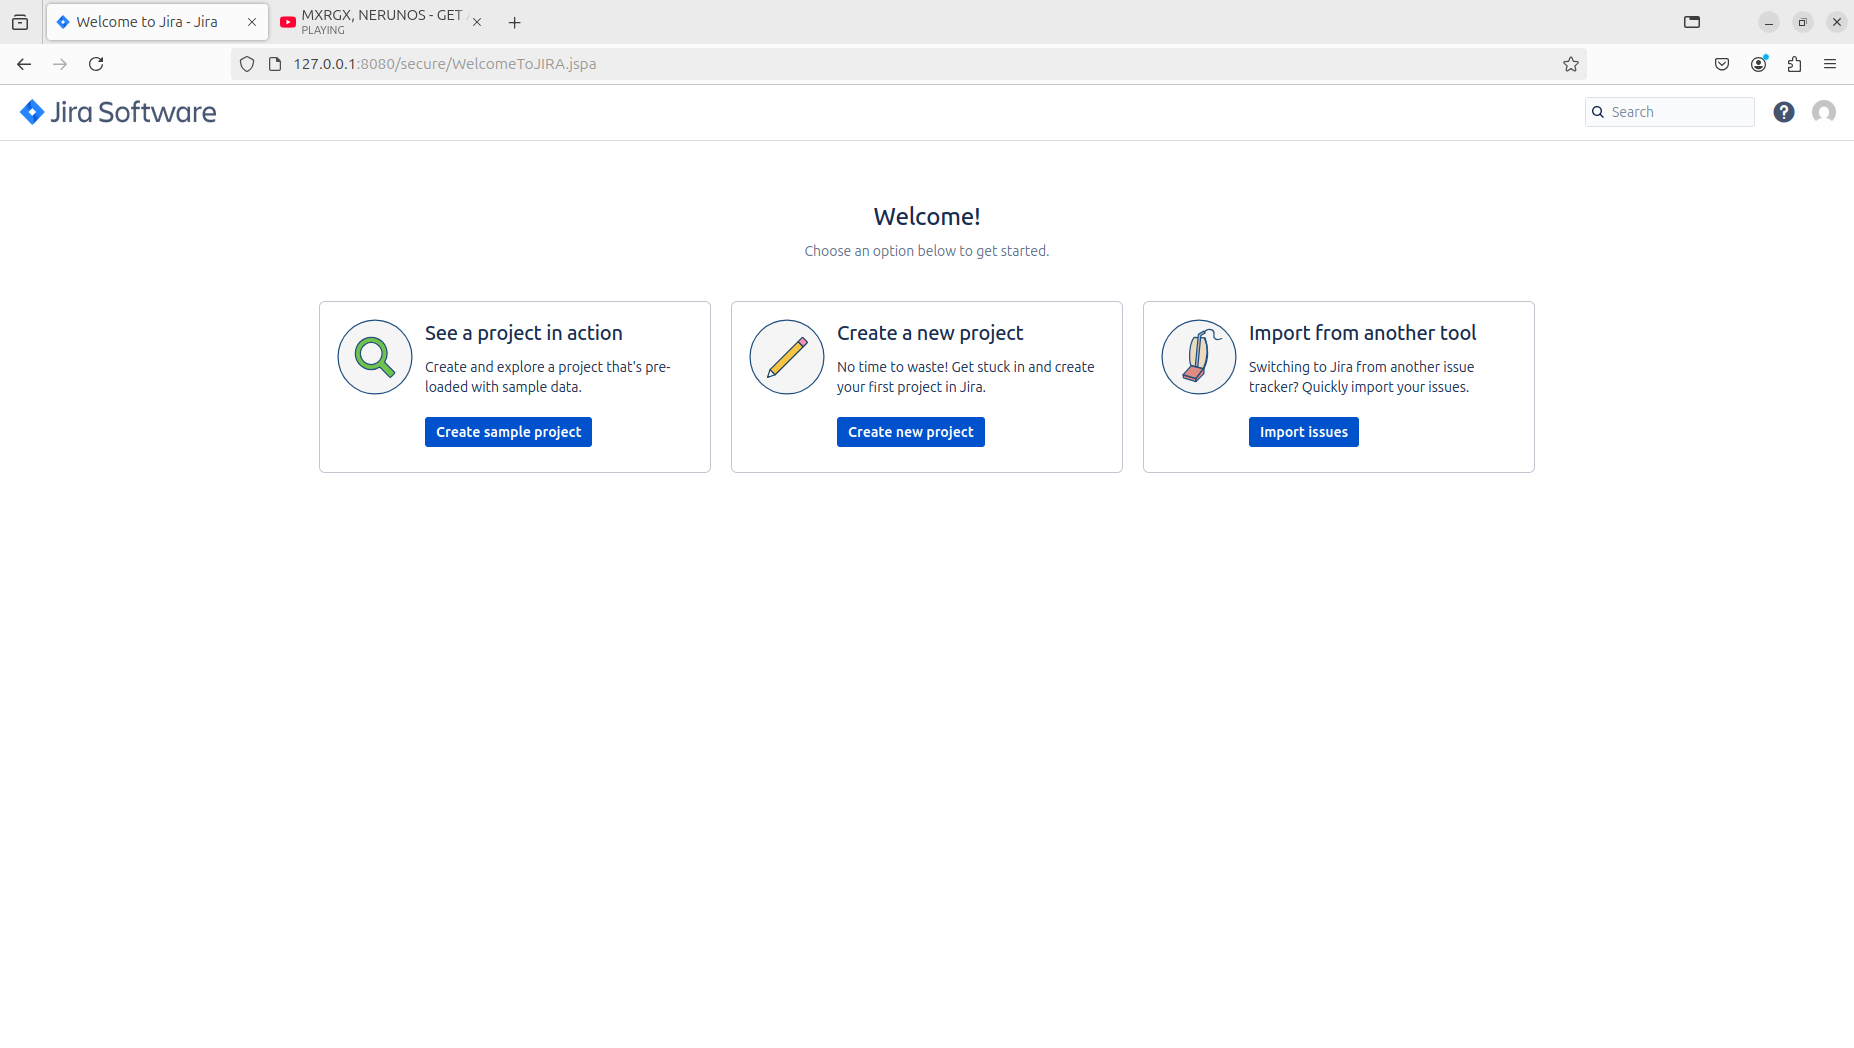 Welcome to Jira - Jira
MXRGX, NERUNOS - GET
PLAYING
127.0.0.1:8080/secure/WelcomeToJIRA.jspa
Jira Software
Search
Welcome!
Choose an option below to get started.
See a project in action
Create and explore a project that's pre-
loaded with sample data.
Create sample project
Create a new project
No time to waste! Get stuck in and create
your first project in Jira.
Create new project
Import from another tool
Switching to Jira from another issue
tracker? Quickly import your issues.
Import issues